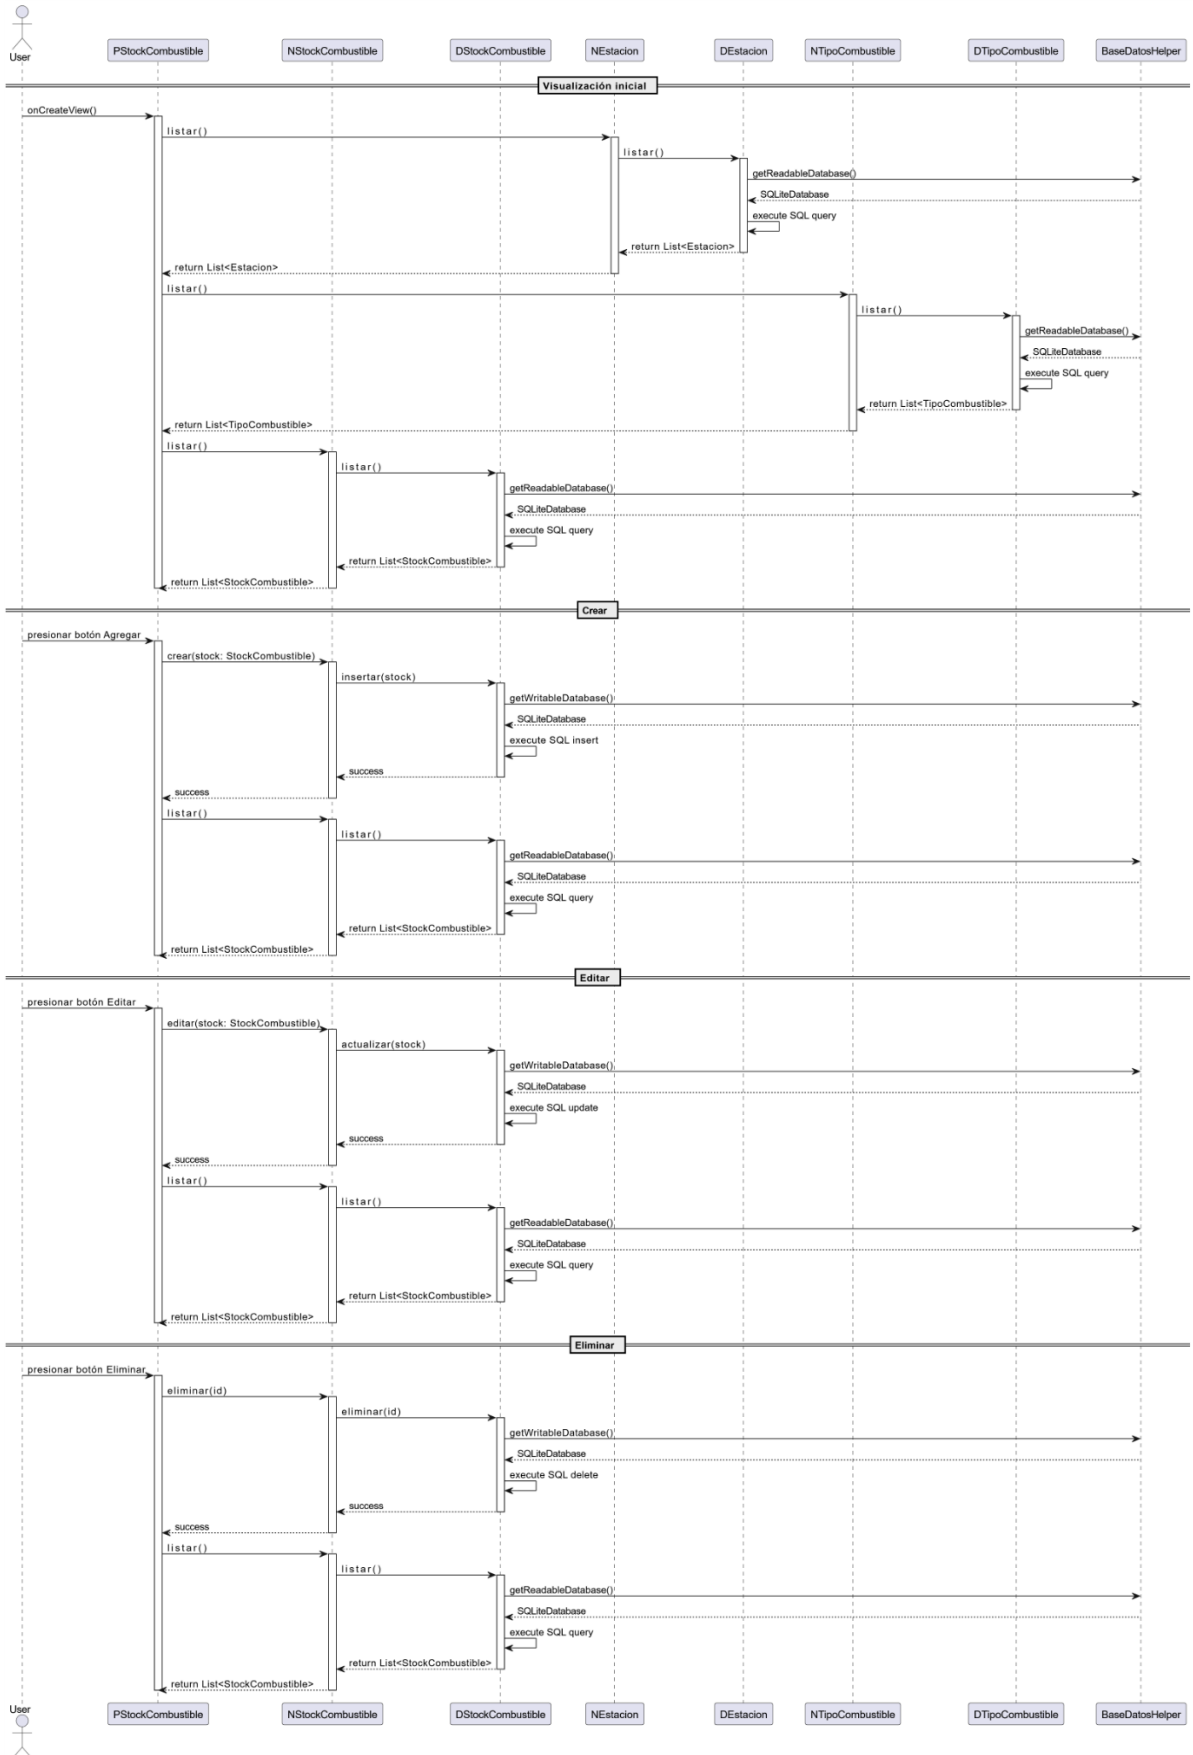 User
PStockCombustible NStockCombustible DStockCombustible NEstacion DEstacion NTipoCombustible DTipoCombustible BaseDatosHelper
Visualización inicial
onCreateView()
listar()
listar()
getReadableDatabase()
SQLiteDatabase
execute SQL query
return List<Estacion>
return List<Estacion>
listar()
listar()
getReadableDatabase()
SQLiteDatabase
execute SQL query
return List<TipoCombustible>
return List<TipoCombustible>
listar()
listar()
getReadableDatabase()
SQLiteDatabase
execute SQL query
return List<StockCombustible>
return List<StockCombustible>
Crear
presionar botón Agregar
crear(stock: StockCombustible)
insertar(stock)
getWritableDatabase()
SQLiteDatabase
execute SQL insert
success
success
listar()
listar()
getReadableDatabase()
SQLiteDatabase
execute SQL query
return List<StockCombustible>
return List<StockCombustible>
Editar
presionar botón Editar
editar(stock: StockCombustible)
actualizar(stock)
getWritableDatabase()
SQLiteDatabase
execute SQL update
success
success
listar()
listar()
getReadableDatabase()
SQLiteDatabase
execute SQL query
return List<StockCombustible>
return List<StockCombustible>
Eliminar
presionar botón Eliminar
eliminar(id)
eliminar(id)
getWritableDatabase()
SQLiteDatabase
execute SQL delete
success
success
listar()
listar()
getReadableDatabase()
SQLiteDatabase
execute SQL query
return List<StockCombustible>
return List<StockCombustible>
User
PStockCombustible NStockCombustible DStockCombustible NEstacion DEstacion NTipoCombustible DTipoCombustible BaseDatosHelper